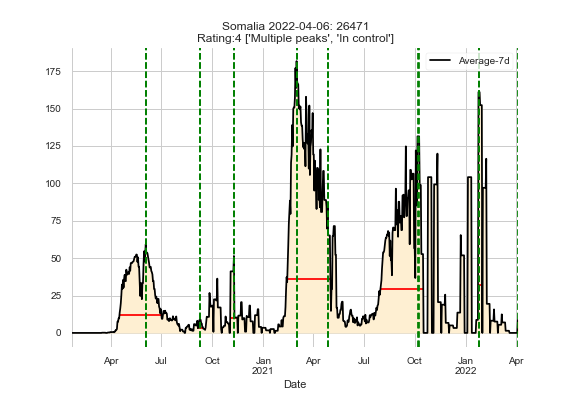 Somalia 2022-04-06: 26471
Rating:4 ['Multiple peaks', 'In control']
Average-7d
175
150
125
100
75
50
25
0
Apr Jul Oct Jan Apr Jul Oct Jan Apr
2021 2022
Date